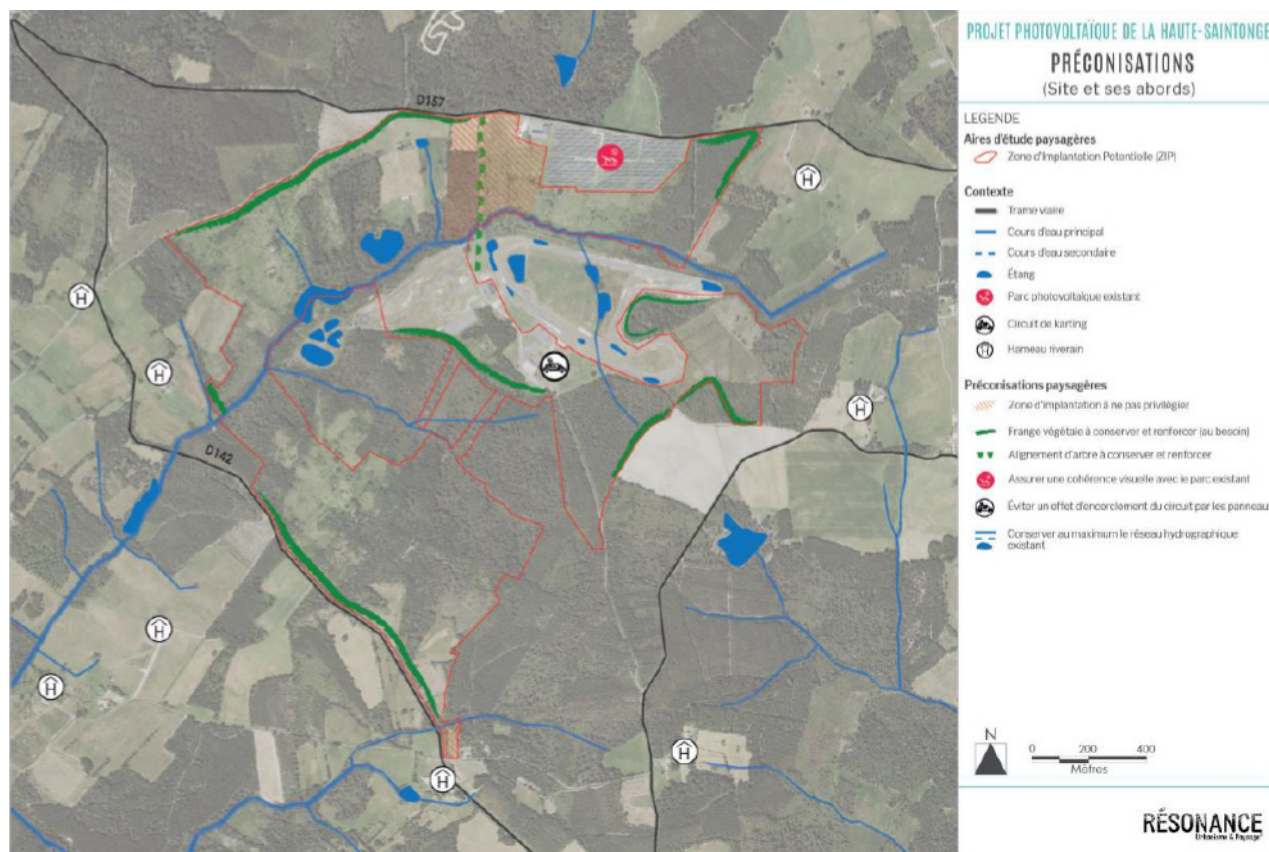 D157
D142
H
H
H
H
H
H
H
H
PROJET PHOTOVOLTAÏQUE DE LA HAUTE-SAINTONGE
PRÉCONISATIONS
(Site et ses abords)
LEGENDE
Aires d'étude paysagères
Zone d'Implantation Potentielle (ZIP)
Contexte
Trame viaire
Cours d'eau principal
Cours d'eau secondaire
Étang
Parc photovoltaïque existant
Circuit de karting
H
Hameau riverain
Préconisations paysagères
Zone d'implantation à ne pas privilégier
Frange végétale à conserver et renforcer (au besoin)
Alignement d'arbre à conserver et renforcer
Assurer une cohérence visuelle avec le parc existant
Éviter un effet d'encerclement du circuit par les panneau
Conserver au maximum le réseau hydrographique
existant
N
0 200 400
Mètres
RÉSONANCE
Urbanisme & Paysage